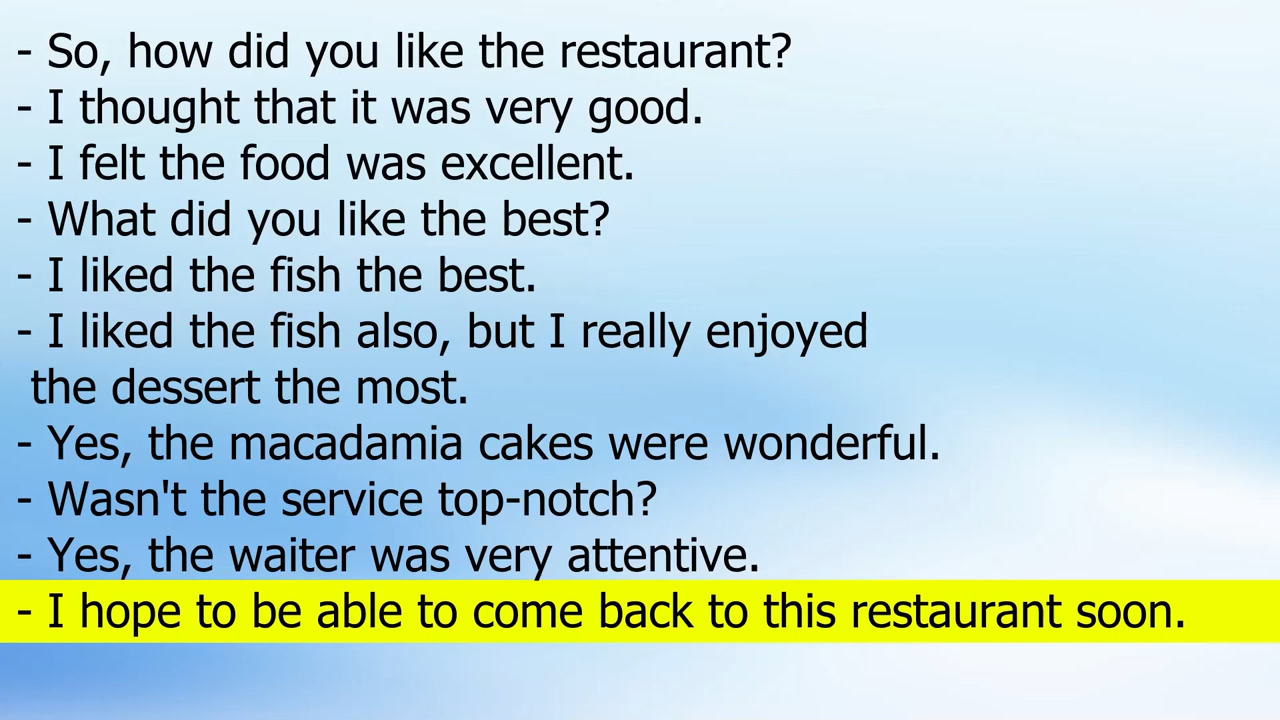 - So, how did you like the restaurant?
- I thought that it was very good.
- I felt the food was excellent.
- What did you like the best?
- I liked the fish the best.
- I liked the fish also, but I really enjoyed
the dessert the most.
- Yes, the macadamia cakes were wonderful.
- Wasn't the service top-notch?
- Yes, the waiter was very attentive.
- I hope to be able to come back to this restaurant soon.